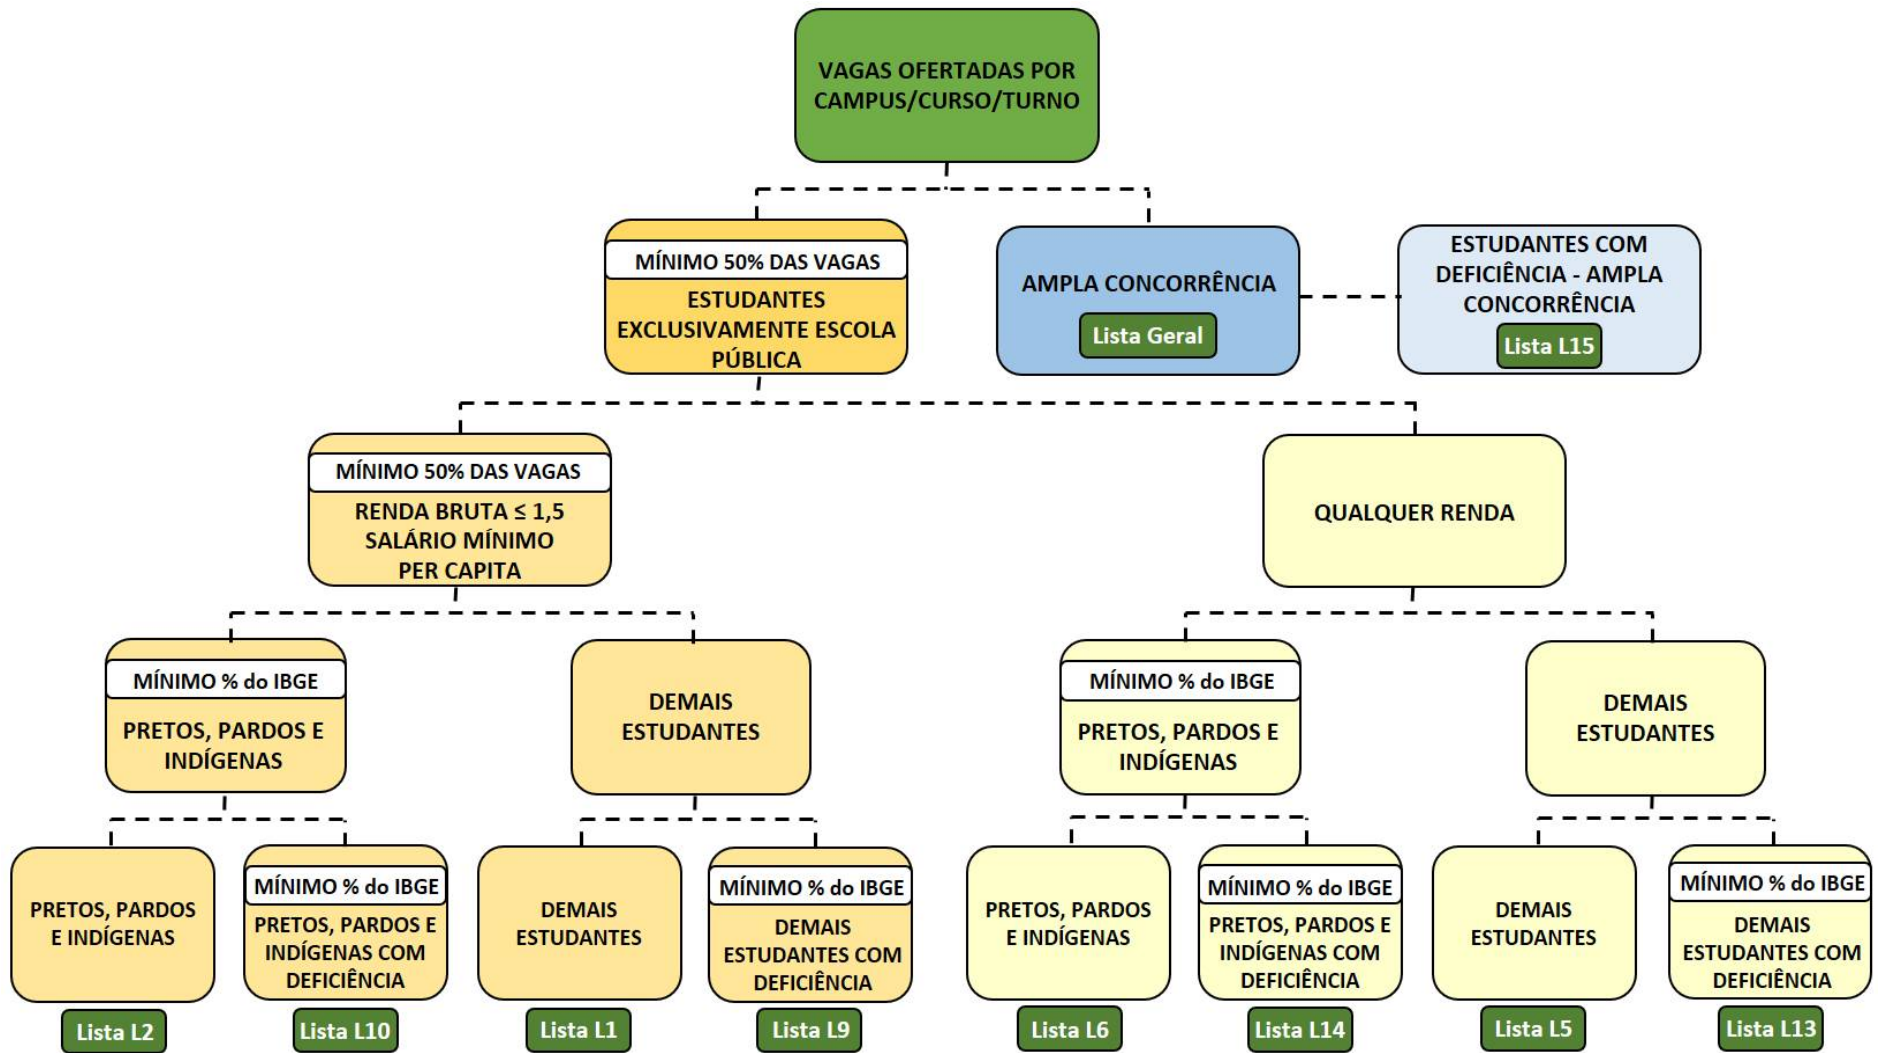 VAGAS OFERTADAS POR
CAMPUS/CURSO/TURNO
MÍNIMO 50% DAS VAGAS
ESTUDANTES
EXCLUSIVAMENTE ESCOLA
PÚBLICA
AMPLA CONCORRÊNCIA
Lista Geral
ESTUDANTES COM
DEFICIÊNCIA - AMPLA
CONCORRÊNCIA
Lista L15
MÍNIMO 50% DAS VAGAS
RENDA BRUTA ≤ 1,5
SALÁRIO MÍNIMO
PER CAPITA
QUALQUER RENDA
MÍNIMO % do IBGE
PRETOS, PARDOS E
INDÍGENAS
DEMAIS
ESTUDANTES
MÍNIMO % do IBGE
PRETOS, PARDOS E
INDÍGENAS
DEMAIS
ESTUDANTES
PRETOS, PARDOS
E INDÍGENAS
Lista L2
MÍNIMO % do IBGE
PRETOS, PARDOS E
INDÍGENAS COM
DEFICIÊNCIA
Lista L10
DEMAIS
ESTUDANTES
Lista L1
MÍNIMO % do IBGE
DEMAIS
ESTUDANTES COM
DEFICIÊNCIA
Lista L9
PRETOS, PARDOS
E INDÍGENAS
Lista L6
MÍNIMO % do IBGE
PRETOS, PARDOS E
INDÍGENAS COM
DEFICIÊNCIA
Lista L14
DEMAIS
ESTUDANTES
Lista L5
MÍNIMO % do IBGE
DEMAIS
ESTUDANTES COM
DEFICIÊNCIA
Lista L13